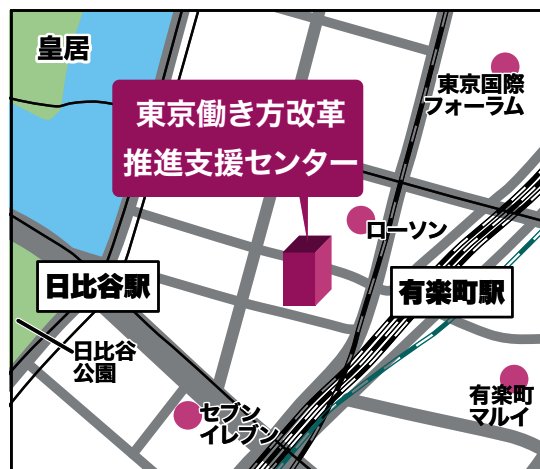 皇居
東京国際
フォーラム
東京働き方改革
推進支援センター
ローソン
日比谷駅
有楽町駅
日比谷
公園
有楽町
マルイ
セブン
イレブン